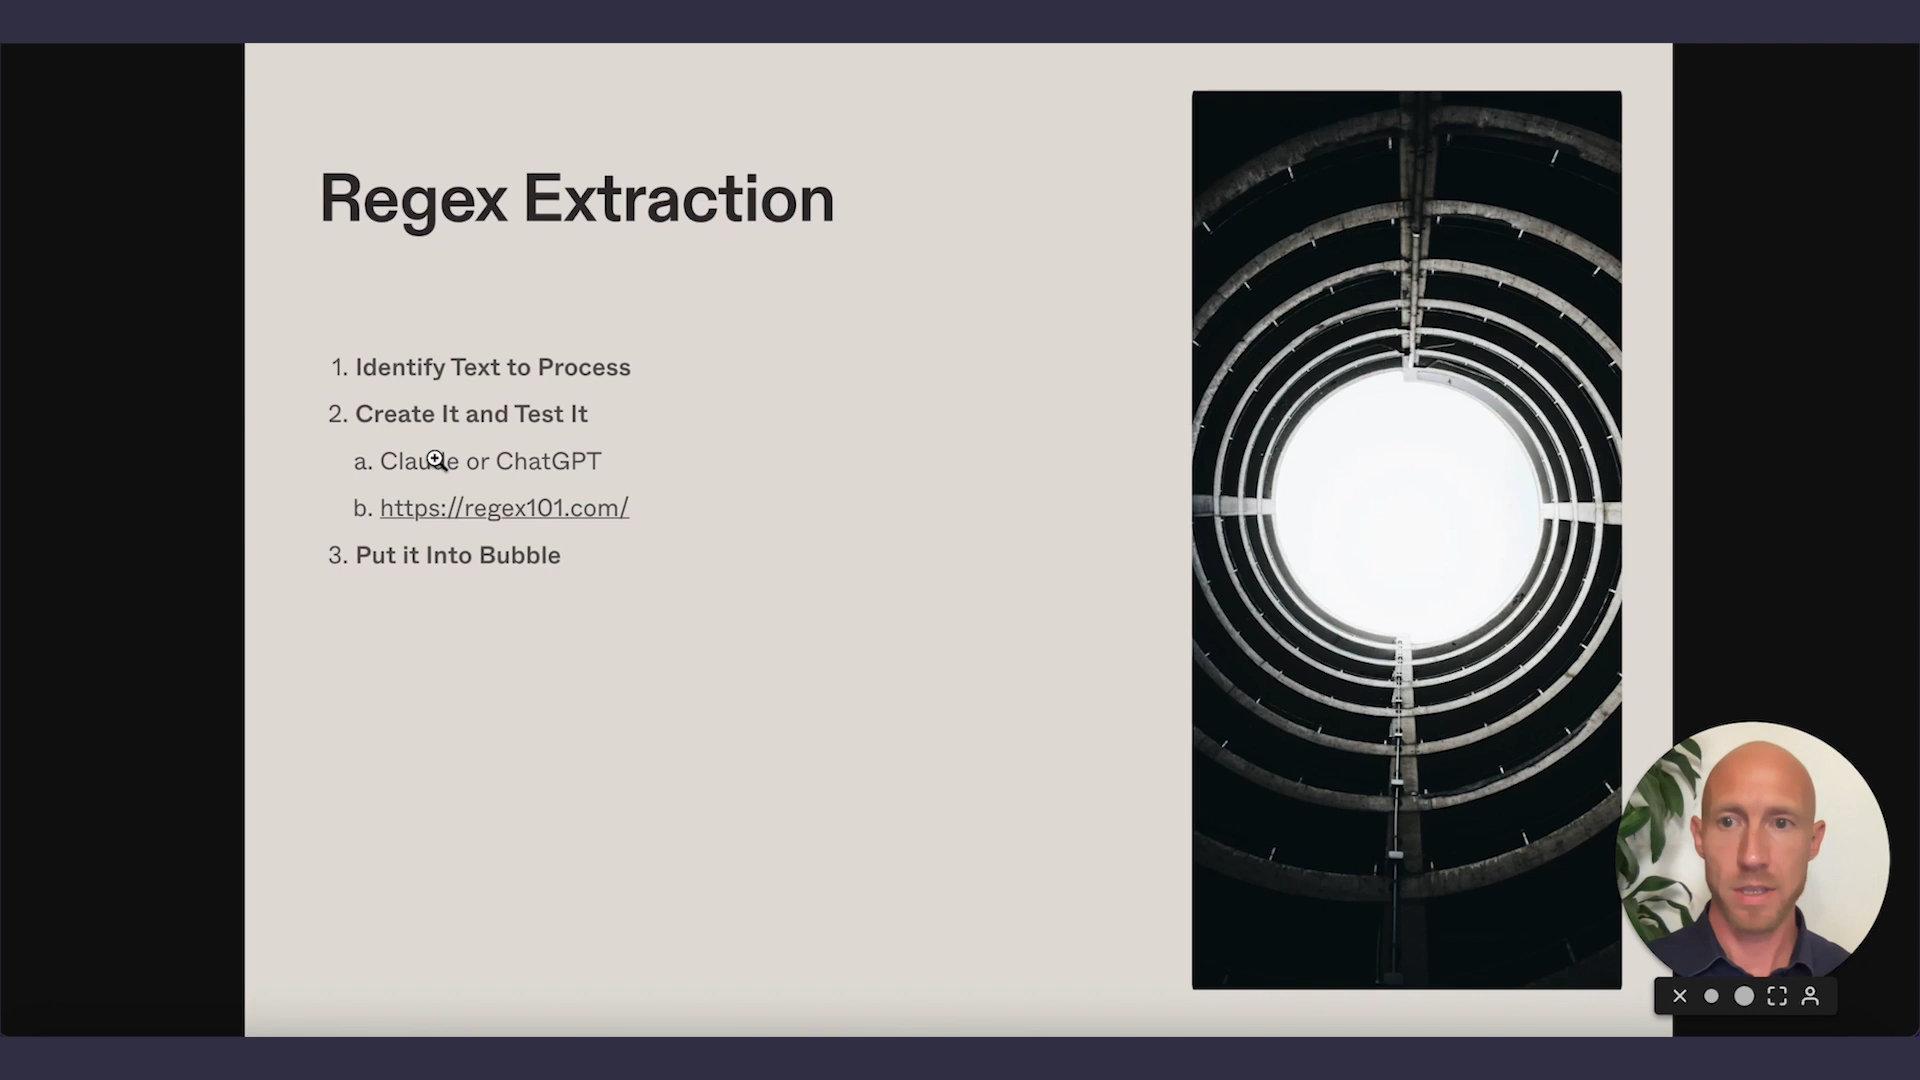 Regex Extraction
1. Identify Text to Process
2. Create It and Test It
a. Claude or ChatGPT
b. https://regex101.com/
3. Put it Into Bubble